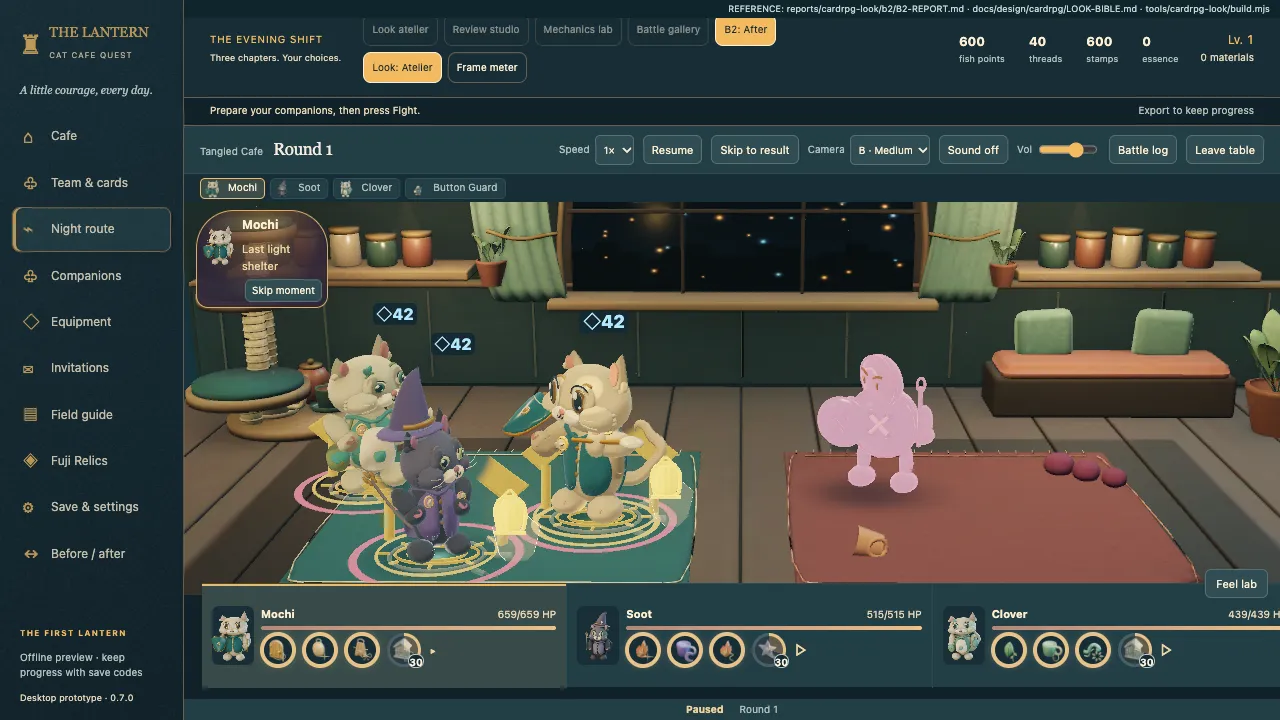 REFERENCE: reports/cardrpg-look/b2/B2-REPORT.md · docs/design/cardrpg/LOOK-BIBLE.md · tools/cardrpg-look/build.mjs
THE LANTERN
CAT CAFE QUEST
A little courage, every day.
Cafe
Team & cards
Night route
Companions
Equipment
Invitations
Field guide
Fuji Relics
Save & settings
Before / after
THE FIRST LANTERN
Offline preview · keep
progress with save codes
Desktop prototype · 0.7.0
THE EVENING SHIFT
Three chapters. Your choices.
Look atelier
Review studio
Mechanics lab
Battle gallery
B2: After
Look: Atelier
Frame meter
600
fish points
40
threads
600
stamps
0
essence
Lv. 1
0 materials
Prepare your companions, then press Fight.
Export to keep progress
Tangled Cafe
Round 1
Speed
1x
Resume
Skip to result
Camera
B · Medium
Sound off
Vol
Battle log
Leave table
Mochi
Soot
Clover
Button Guard
Mochi
Last light
shelter
Skip moment
42
42
42
Feel lab
Mochi
659/659 HP
30
Soot
515/515 HP
30
Clover
439/439 H
30
Paused
Round 1